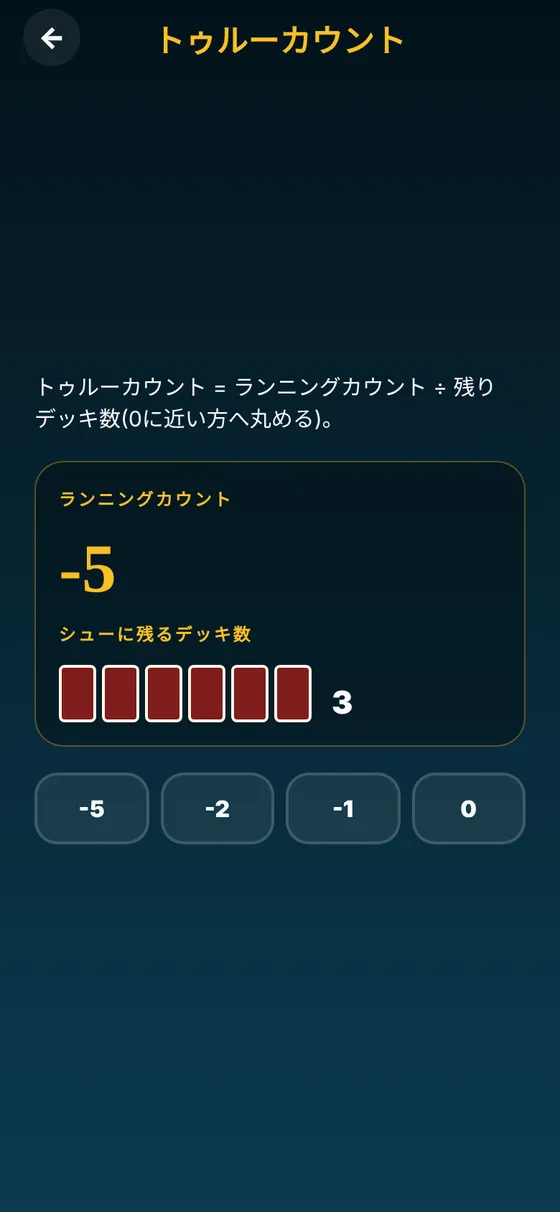 トゥルーカウント
トゥルーカウント = ランニングカウント ÷ 残り
デッキ数(0に近い方へ丸める)。
ランニングカウント
-5
シューに残るデッキ数
3
-5
-2
-1
0